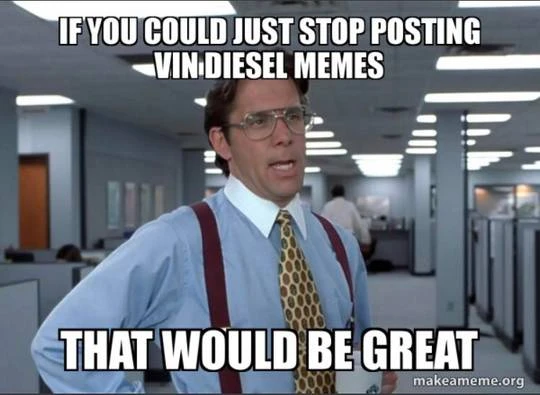 IF YOU COULD JUST STOP POSTING
VIN DIESEL MEMES
THAT WOULD BE GREAT
makeameme.org